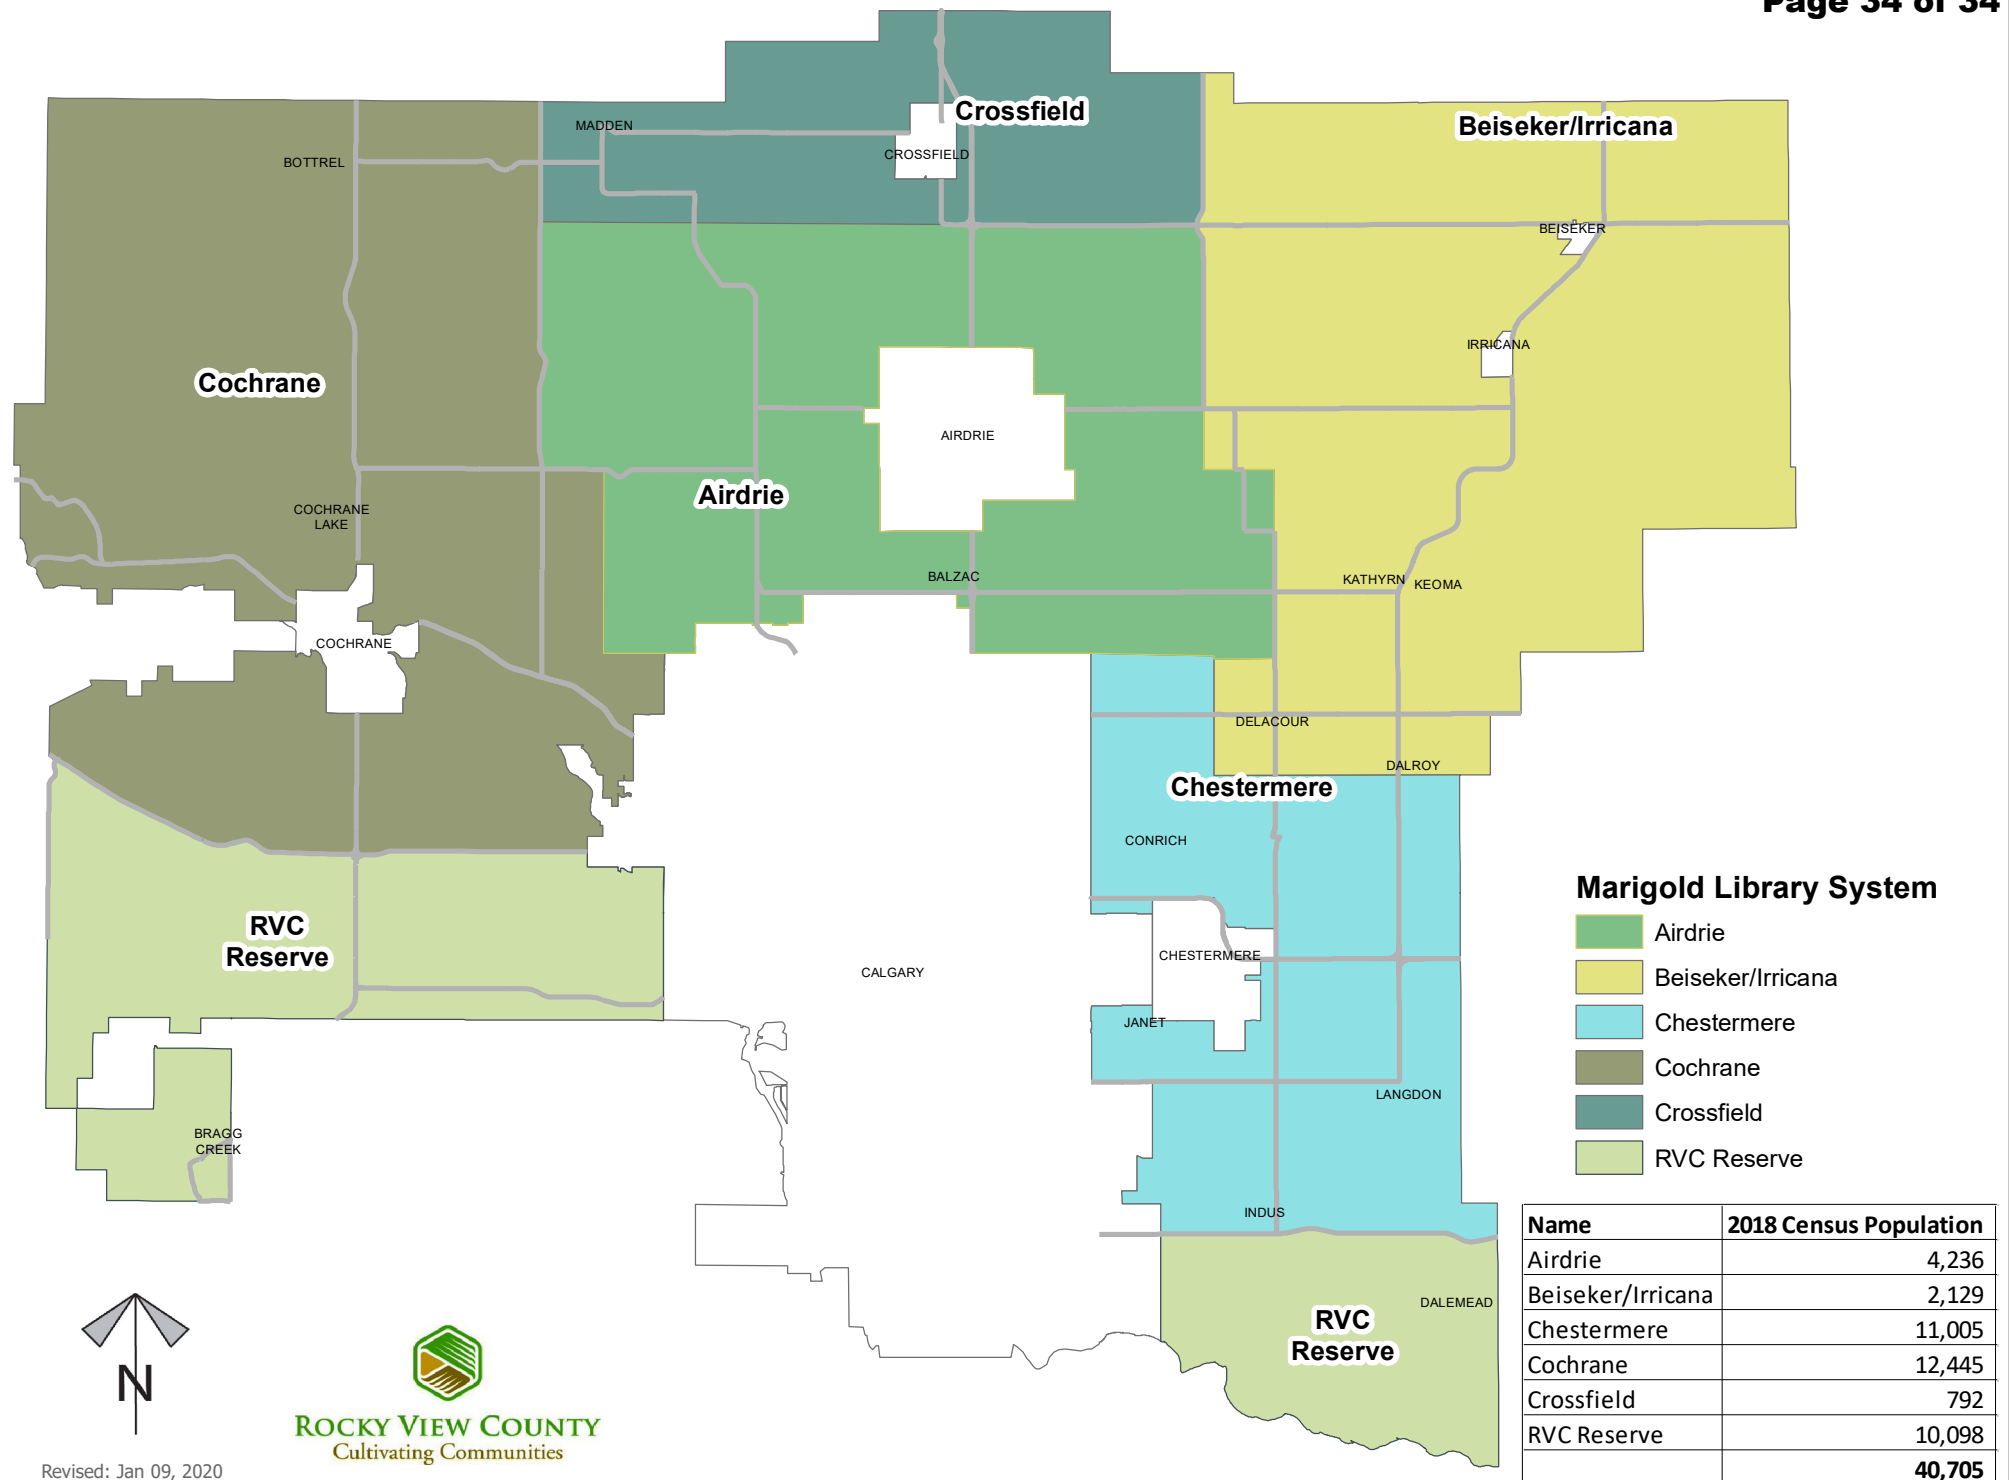 Page 34 of 34
Crossfield
MADDEN
CROSSFIELD
Beiseker/Irricana
BOTTREL
BEISEKER
IRRICANA
Cochrane
AIRDRIE
Airdrie
COCHRANE
LAKE
BALZAC
KATHYRN
KEOMA
COCHRANE
DELACOUR
DALROY
Chestermere
CONRICH
RVC
Reserve
CHESTERMERE
CALGARY
JANET
LANGDON
BRAGG
CREEK
INDUS
DALEMEAD
RVC
Reserve
Marigold Library System
Airdrie
Beiseker/Irricana
Chestermere
Cochrane
Crossfield
RVC Reserve
Name 2018 Census Population
Airdrie 4,236
Beiseker/Irricana 2,129
Chestermere 11,005
Cochrane 12,445
Crossfield 792
RVC Reserve 10,098
40,705
N
ROCKY VIEW COUNTY
Cultivating Communities
Revised: Jan 09, 2020